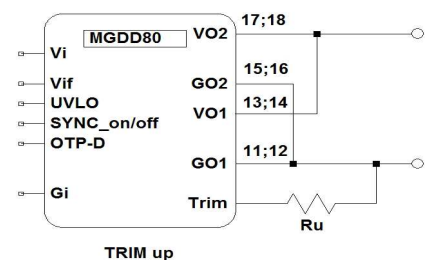 17;18
MGDD80
VO2
Vi
15;16
Vif
GO2
UVLO
13;14
SYNC_on/off
VO1
OTP-D
11;12
GO1
Gi
Trim
Ru
TRIM up